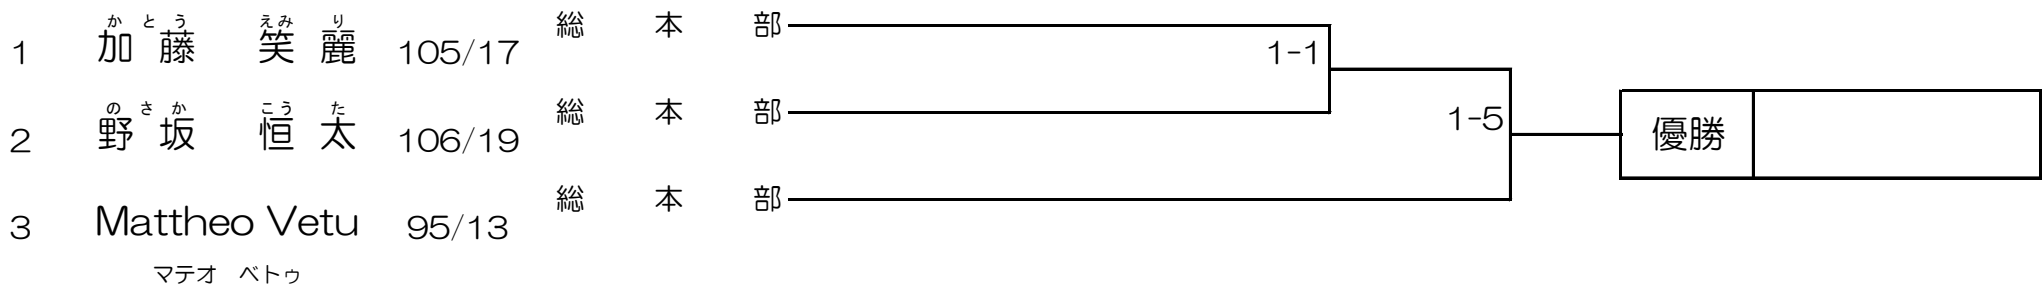 かとう えみり
1 加藤 笑麗 105/17 総本部
1-1
のさか こうた
2 野坂 恒太 106/19 総本部
1-5
優勝
3 Mattheo Vetu 95/13 総本部
マテオ ベトゥ